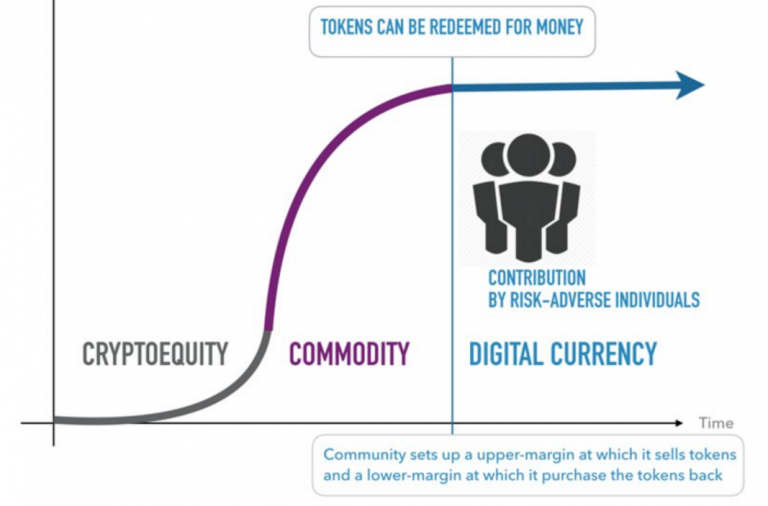 TOKENS CAN BE REDEEMED FOR MONEY
CONTRIBUTION
BY RISK-ADVERSE INDIVIDUALS
CRYPTOEQUITY
COMMODITY
DIGITAL CURRENCY
Time
Community sets up a upper-margin at which it sells tokens
and a lower-margin at which it purchase the tokens back